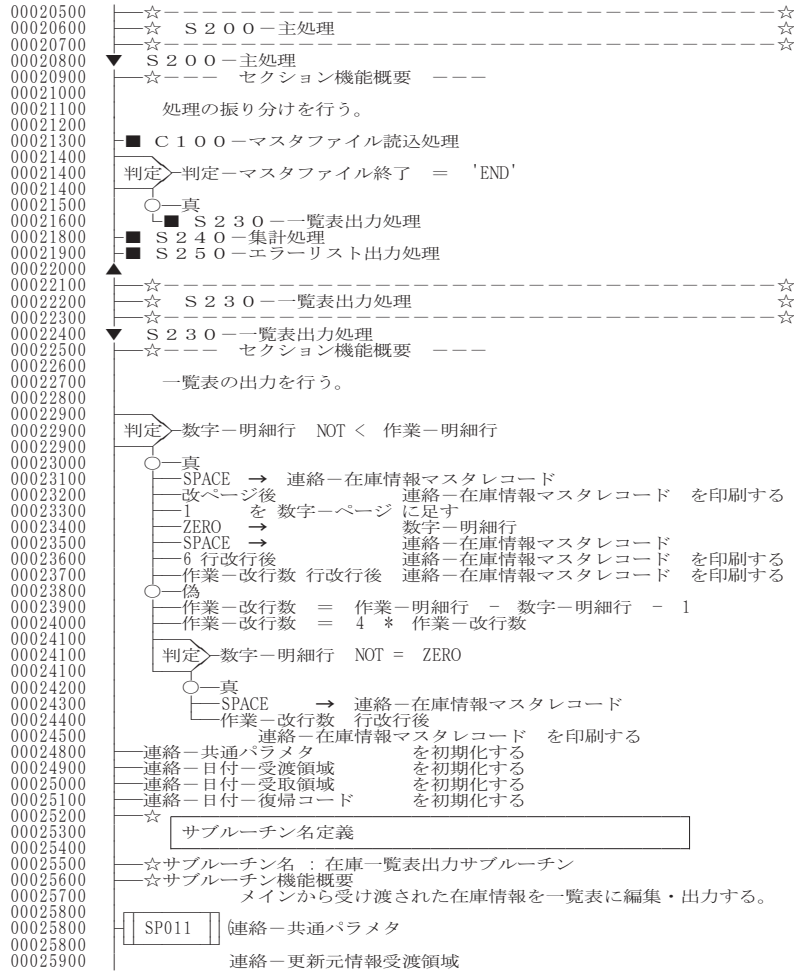 00020500 ☆－－－－－－－－－－－－－－－－－－－－－－－－－－－－－－－－－－－－☆
00020600 ☆ Ｓ２００－主処理 ☆
00020700 ☆－－－－－－－－－－－－－－－－－－－－－－－－－－－－－－－－－－－－☆
00020800 ▼ Ｓ２００－主処理
00020900 ☆－－－ セクション機能概要 －－－
00021000
00021100 処理の振り分けを行う。
00021200
00021300 ■ Ｃ１００－マスタファイル読込処理
00021400
00021400 判定 判定－マスタファイル終了 ＝ 'END'
00021400
00021500 ○─真
00021600 ■ Ｓ２３０－一覧表出力処理
00021800 ■ Ｓ２４０－集計処理
00021900 ■ Ｓ２５０－エラーリスト出力処理
00022000 ▲
00022100 ☆－－－－－－－－－－－－－－－－－－－－－－－－－－－－－－－－－－－－☆
00022200 ☆ Ｓ２３０－一覧表出力処理 ☆
00022300 ☆－－－－－－－－－－－－－－－－－－－－－－－－－－－－－－－－－－－－☆
00022400 ▼ Ｓ２３０－一覧表出力処理
00022500 ☆－－－ セクション機能概要 －－－
00022600
00022700 一覧表の出力を行う。
00022800
00022900
00022900 判定 数字－明細行 NOT < 作業－明細行
00022900
00023000 ○─真
00023100 SPACE → 連絡－在庫情報マスタレコード
00023200 改ページ後 連絡－在庫情報マスタレコード を印刷する
00023300 1 を 数字－ページ に足す
00023400 ZERO → 数字－明細行
00023500 SPACE → 連絡－在庫情報マスタレコード
00023600 6 行改行後 連絡－在庫情報マスタレコード を印刷する
00023700 作業－改行数 行改行後 連絡－在庫情報マスタレコード を印刷する
00023800 ○─偽
00023900 作業－改行数 ＝ 作業－明細行 － 数字－明細行 － 1
00024000 作業－改行数 ＝ 4 * 作業－改行数
00024100
00024100 判定 数字－明細行 NOT = ZERO
00024100
00024200 ○─真
00024300 SPACE → 連絡－在庫情報マスタレコード
00024400 作業－改行数 行改行後
00024500 連絡－在庫情報マスタレコード を印刷する
00024800 連絡－共通パラメタ を初期化する
00024900 連絡－日付－受渡領域 を初期化する
00025000 連絡－日付－受取領域 を初期化する
00025100 連絡－日付－復帰コード を初期化する
00025200 ☆
00025300 サブルーチン名定義
00025400
00025500 ☆サブルーチン名 : 在庫一覧表出力サブルーチン
00025600 ☆サブルーチン機能概要
00025700 メインから受け渡された在庫情報を一覧表に編集・出力する。
00025800
00025800 SP011 (連絡－共通パラメタ
00025800
00025900 連絡－更新元情報受渡領域